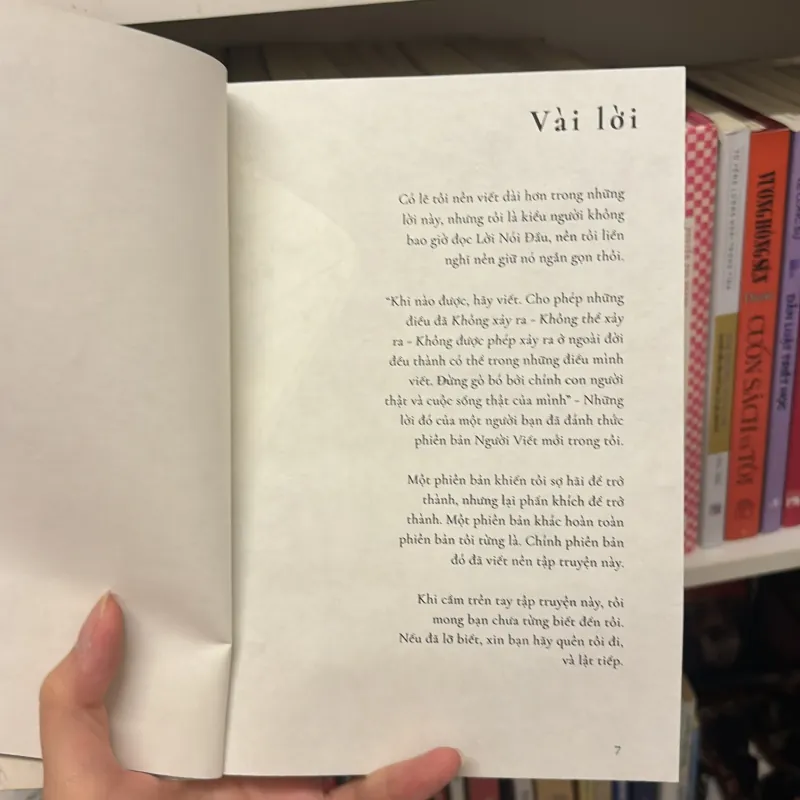 Vài lời
Có lẽ tôi nên viết dài hơn trong những
lời này, nhưng tôi là kiểu người không
bao giờ đọc Lời Nói Đầu, nên tôi liền
nghĩ nên giữ nó ngắn gọn thôi.
“Khi nào được, hãy viết. Cho phép những
điều đã Không xảy ra - Không thể xảy
ra - Không được phép xảy ra ở ngoài đời
đều thành có thể trong những điều mình
viết. Đừng gò bó bởi chính con người
thật và cuộc sống thật của mình” - Những
lời đó của một người bạn đã đánh thức
phiên bản Người Viết mới trong tôi.
Một phiên bản khiến tôi sợ hãi để trở
thành, nhưng lại phấn khích để trở
thành. Một phiên bản khác hoàn toàn
phiên bản tôi từng là. Chính phiên bản
đó đã viết nên tập truyện này.
Khi cầm trên tay tập truyện này, tôi
mong bạn chưa từng biết đến tôi.
Nếu đã lỡ biết, xin bạn hãy quên tôi đi,
và lật tiếp.
7
VƯƠNG HỒNG SỂN
CUỐN SÁCH và TÔI